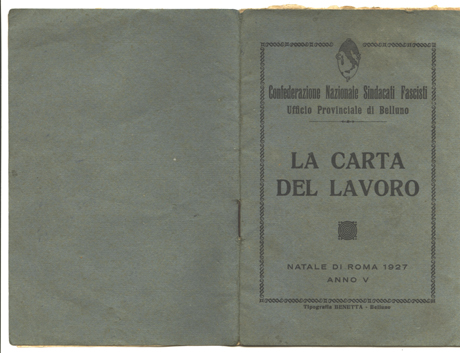 Confederazione Nazionale Sindacati Fascisti
Ufficio Provinciale di Belluno
LA CARTA
DEL LAVORO
NATALE DI ROMA 1927
ANNO V
Tipografia BENETTA - Belluno